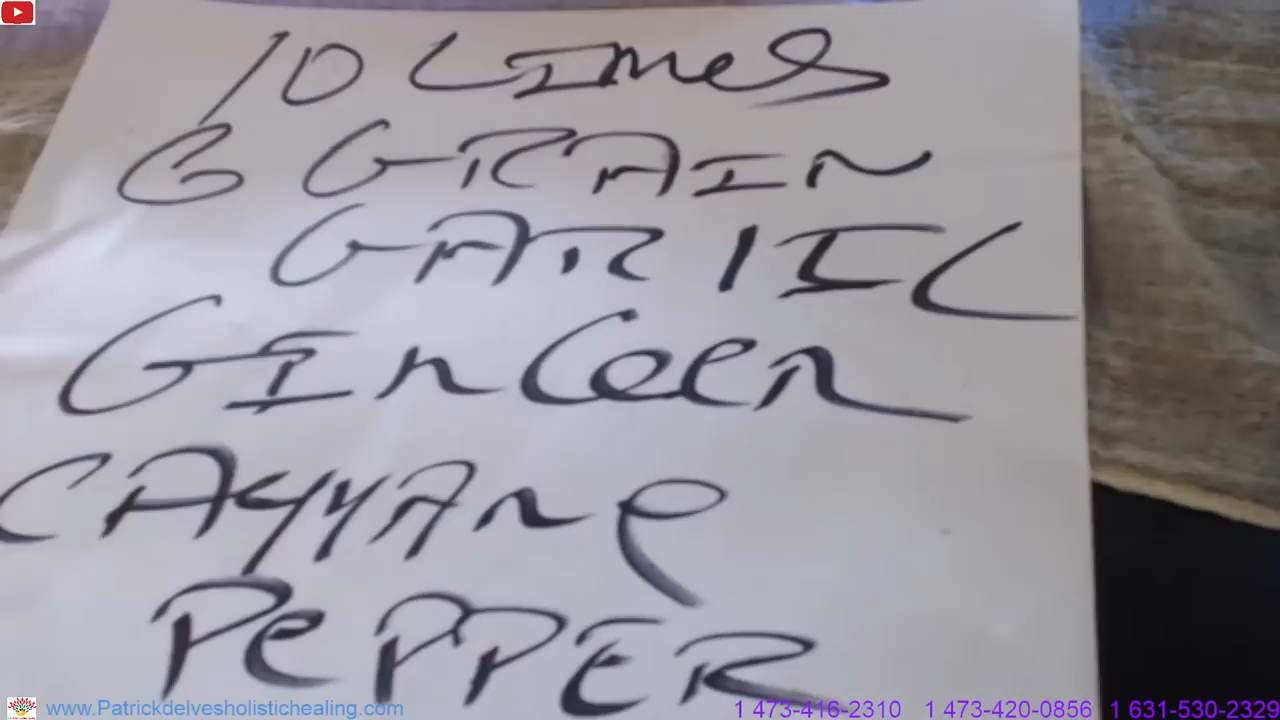 10 LIMES
6 GRAIN
GARLIC
GINGER
CAYYANE
PEPPER
www.Patrickdelvesholistichealing.com 1 473-416-2310 1 473-420-0856 1 631-530-2329